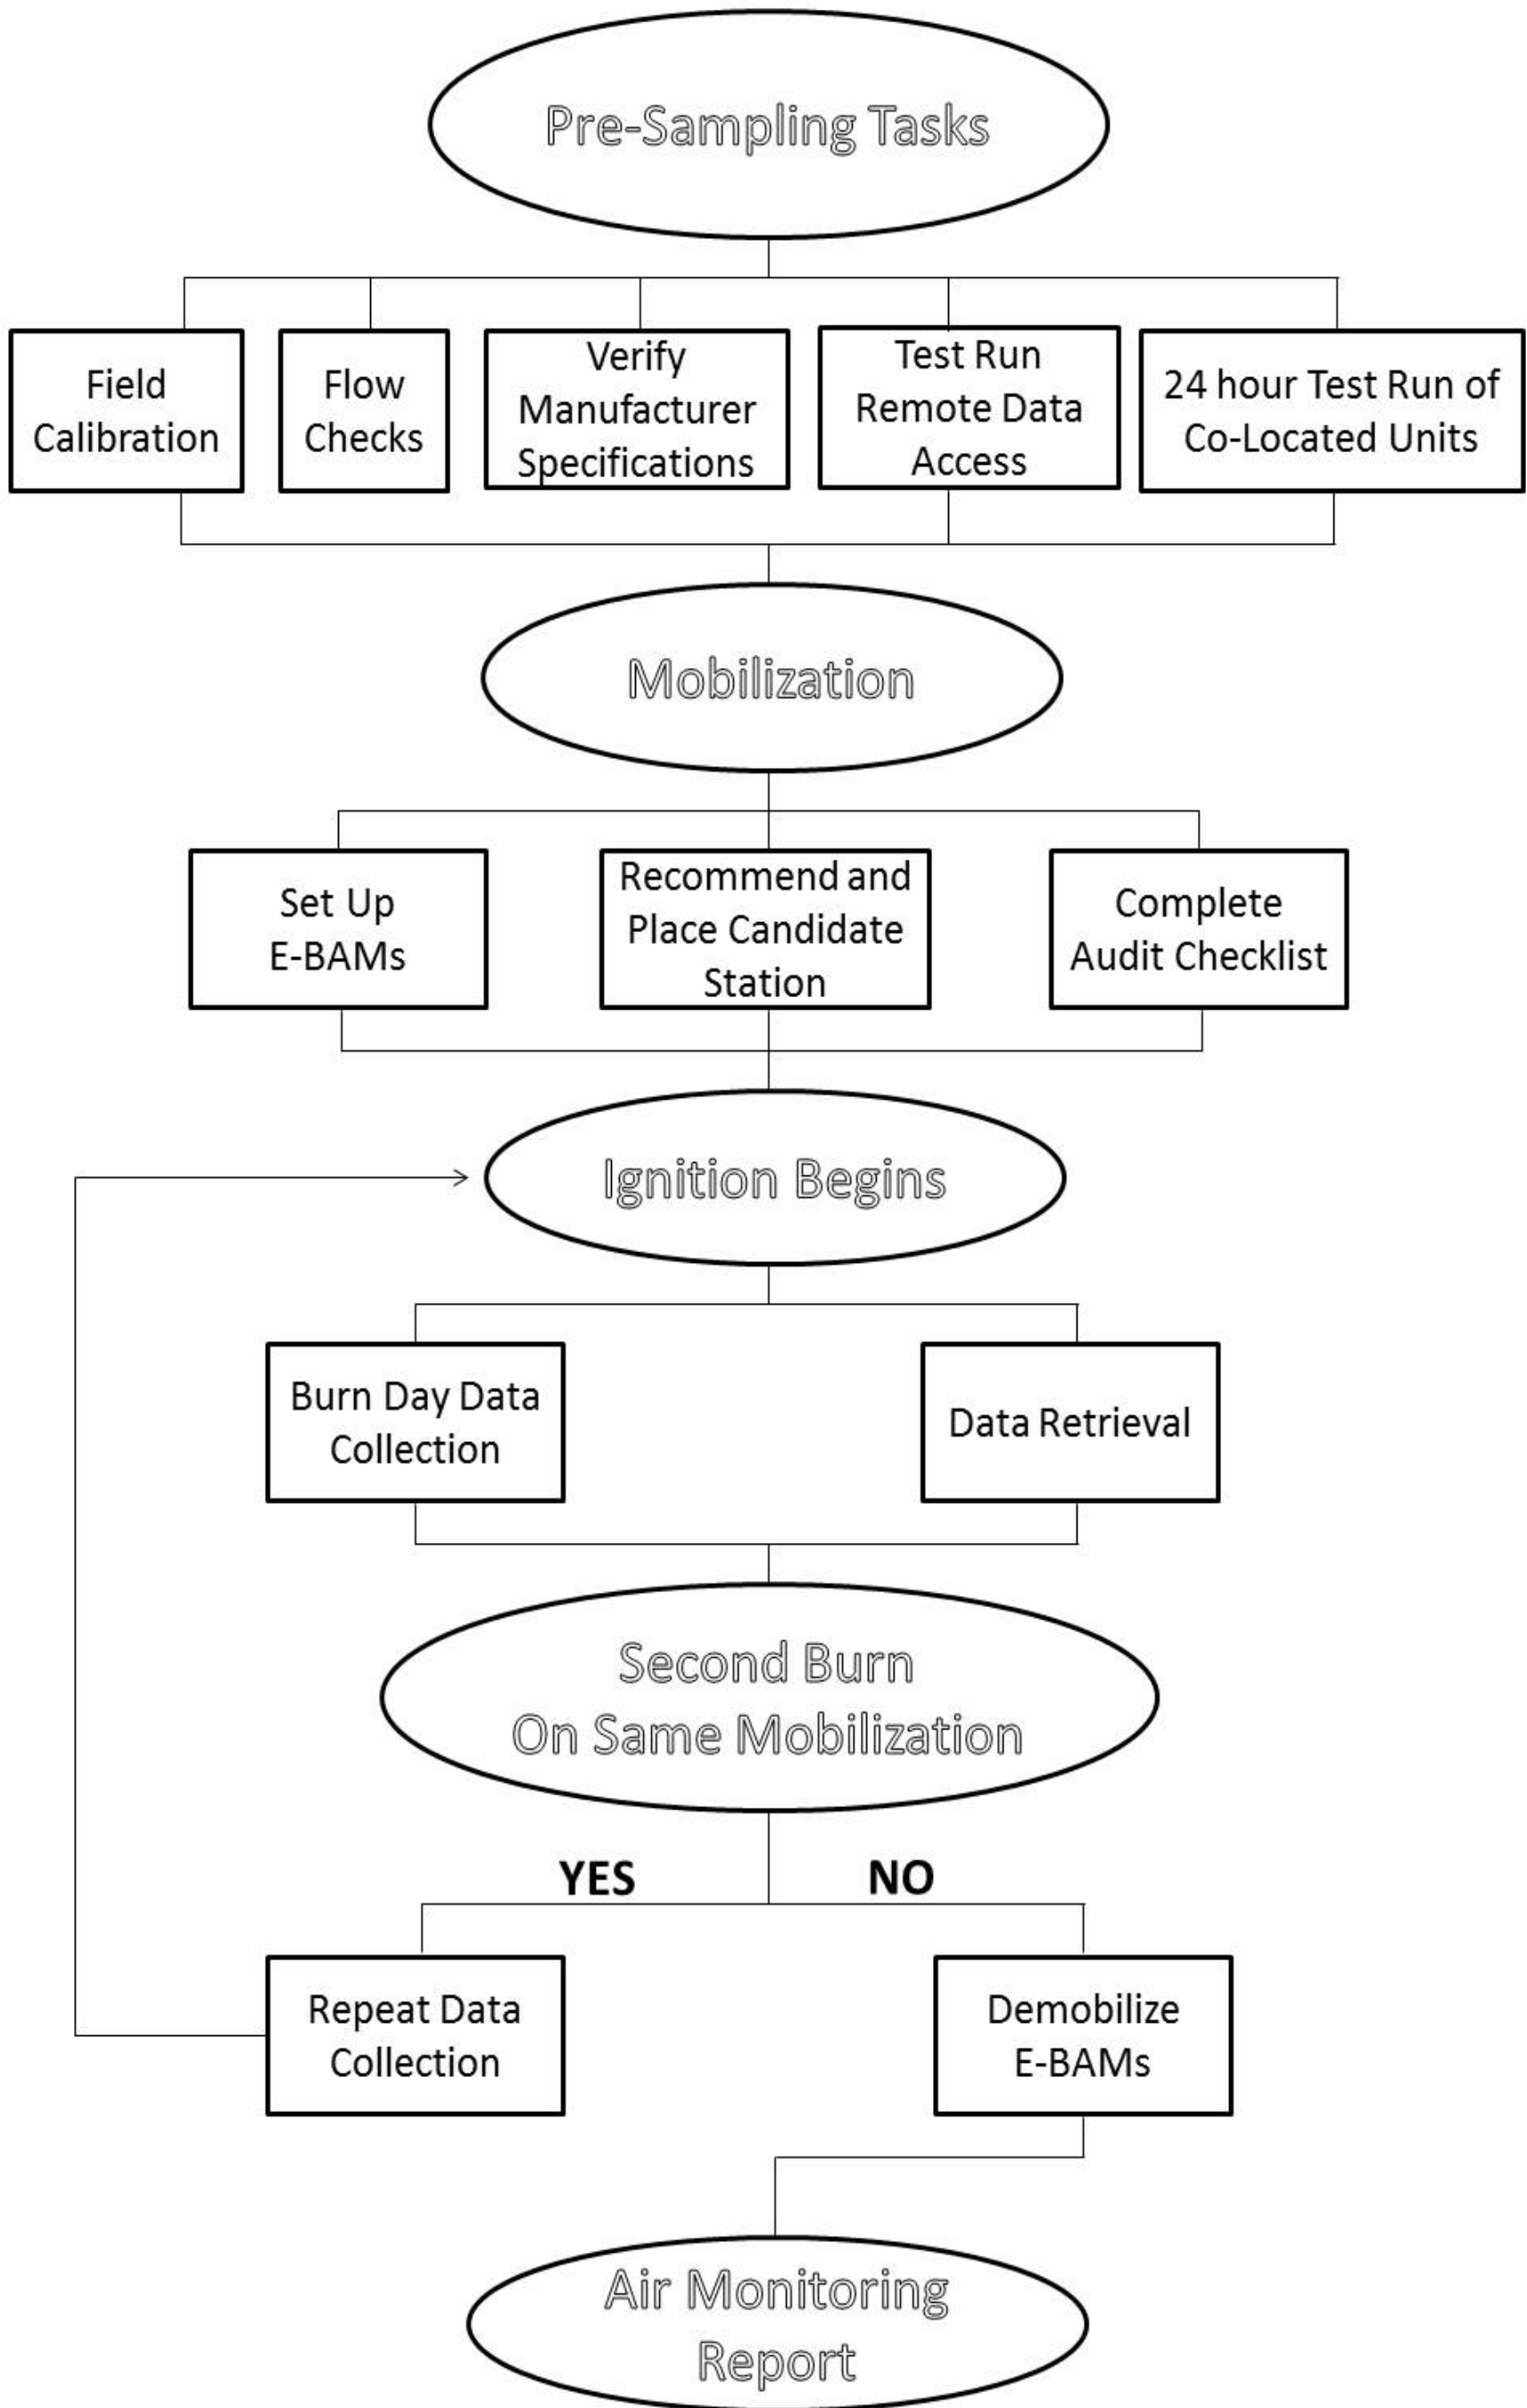 Pre-Sampling Tasks
Field
Calibration
Flow
Checks
Verify
Manufacturer
Specifications
Test Run
Remote Data
Access
24 hour Test Run of
Co-Located Units
Mobilization
Set Up
E-BAMs
Recommend and
Place Candidate
Station
Complete
Audit Checklist
Ignition Begins
Burn Day Data
Collection
Data Retrieval
Second Burn
On Same Mobilization
YES
NO
Repeat Data
Collection
Demobilize
E-BAMs
Air Monitoring
Report